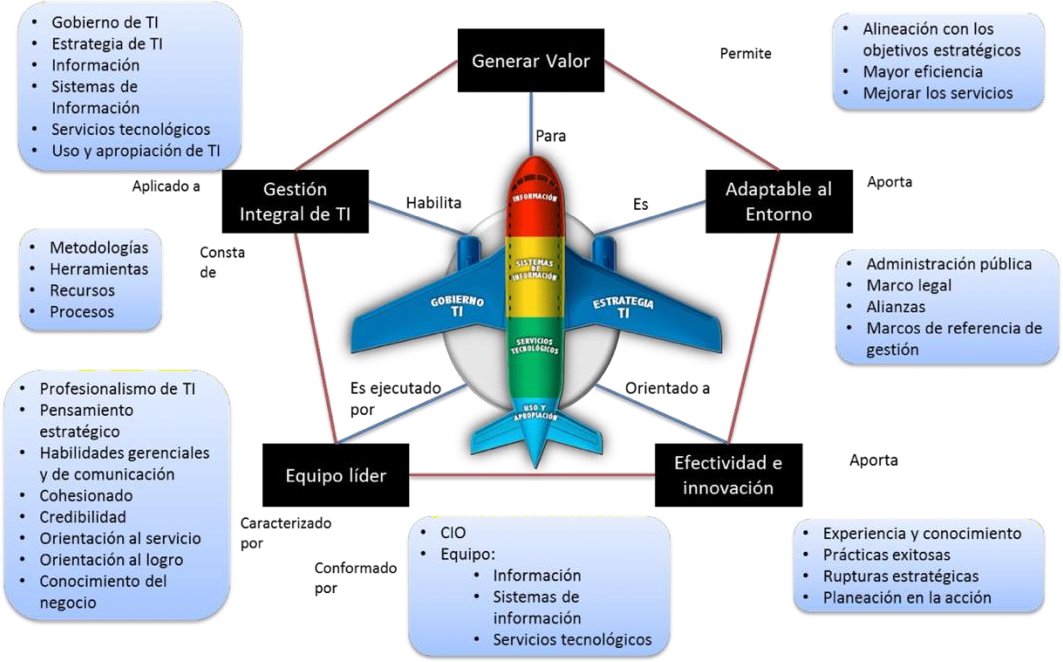 • Gobierno de TI
• Estrategia de TI
• Información
• Sistemas de
Información
• Servicios tecnológicos
• Uso y apropiación de TI
Generar Valor
Permite
• Alineación con los
objetivos estratégicos
• Mayor eficiencia
• Mejorar los servicios
Para
Aplicado a
Gestión
Integral de TI
Habilita
Es
Adaptable al
Entorno
Aporta
Consta
de
• Metodologías
• Herramientas
• Recursos
• Procesos
INFORMACIÓN
SISTEMAS
DE
INFORMACIÓN
GOBIERNO
TI
ESTRATEGIA
TI
SERVICIOS
TECNOLÓGICOS
USO Y
APROPIACIÓN
• Administración pública
• Marco legal
• Alianzas
• Marcos de referencia de
gestión
Es ejecutado
por
Orientado a
• Profesionalismo de TI
• Pensamiento
estratégico
• Habilidades gerenciales
y de comunicación
• Cohesionado
• Credibilidad
• Orientación al servicio
• Orientación al logro
• Conocimiento del
negocio
Equipo líder
Efectividad e
innovación
Aporta
Caracterizado
por
Conformado
por
• CIO
• Equipo:
• Información
• Sistemas de
información
• Servicios tecnológicos
• Experiencia y conocimiento
• Prácticas exitosas
• Rupturas estratégicas
• Planeación en la acción